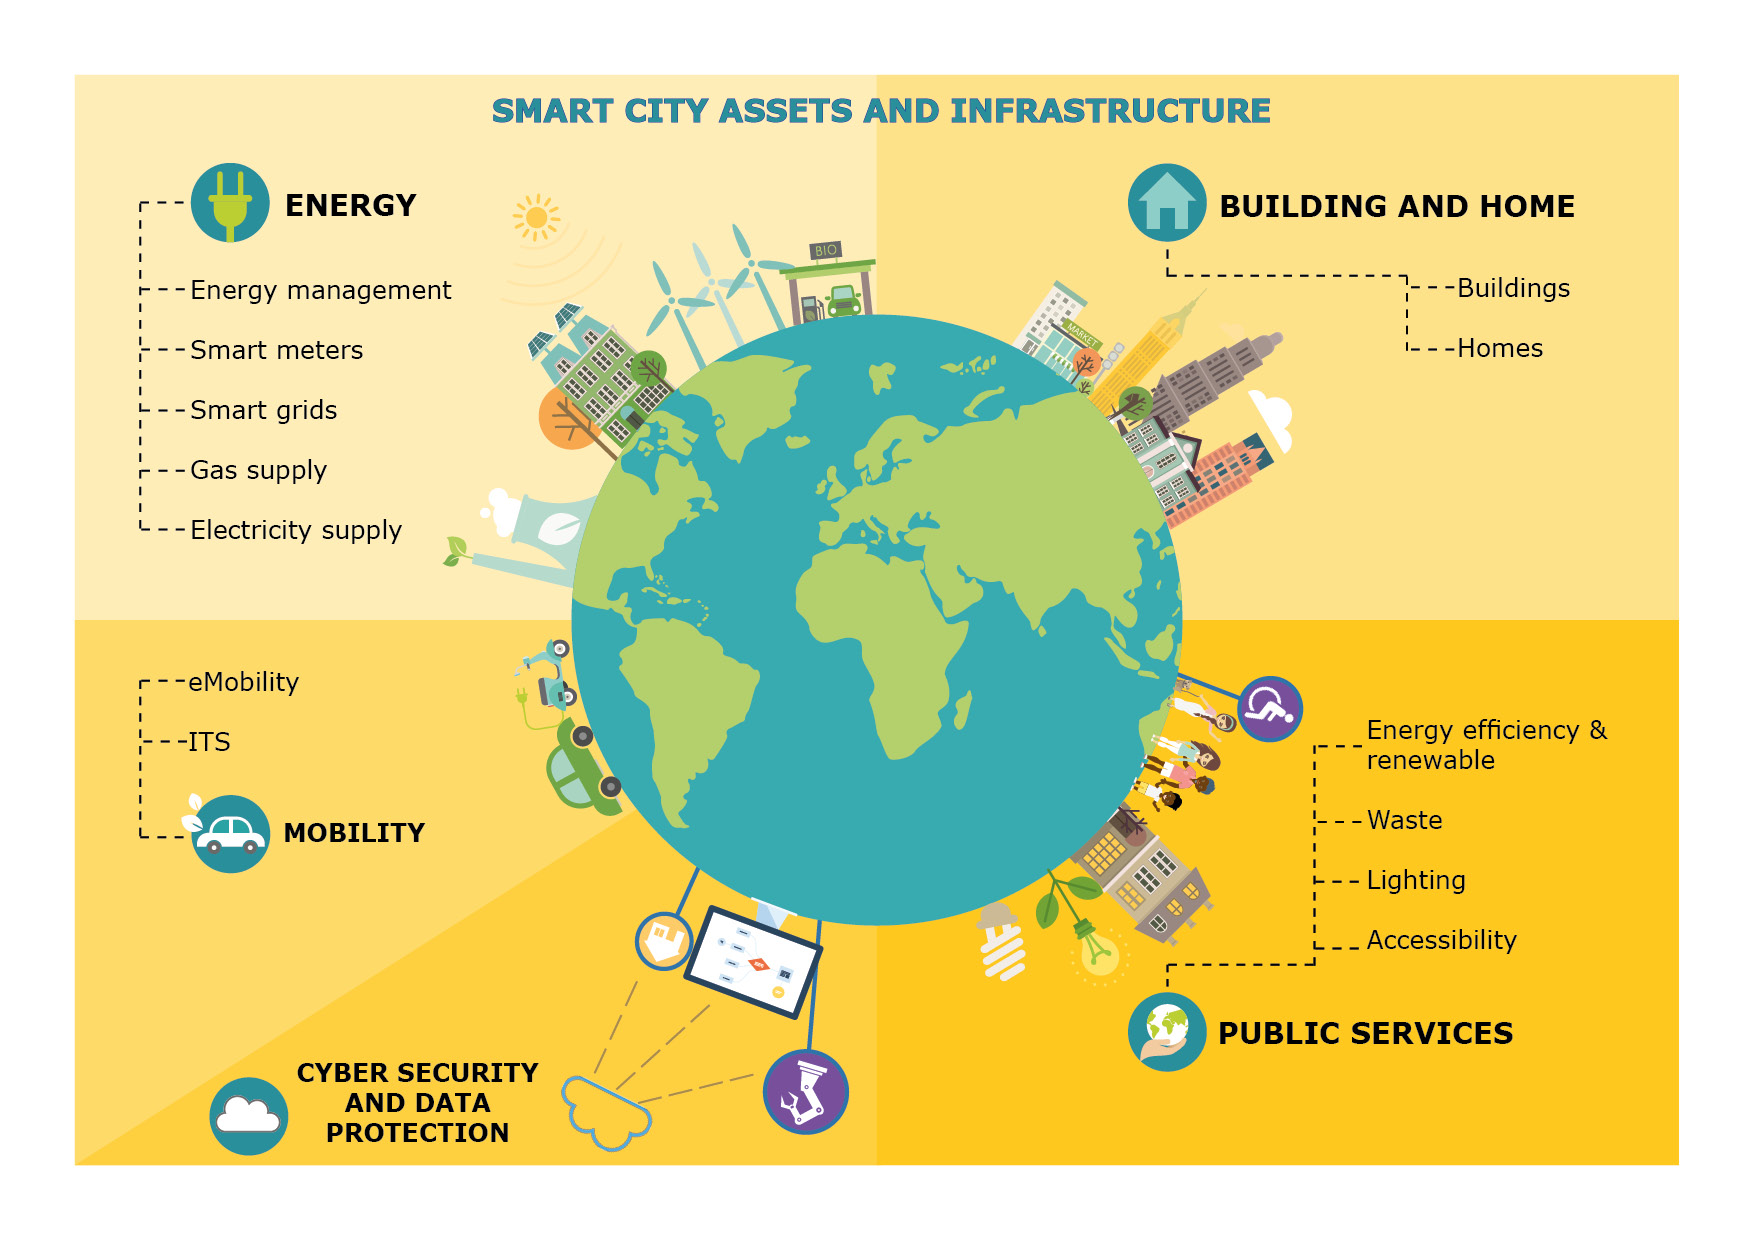 SMART CITY ASSETS AND INFRASTRUCTURE
ENERGY
Energy management
Smart meters
Smart grids
Gas supply
Electricity supply
BIO
BUILDING AND HOME
Buildings
Homes
MARKET
eMobility
ITS
MOBILITY
CYBER SECURITY
AND DATA
PROTECTION
Energy efficiency &
renewable
Waste
Lighting
Accessibility
PUBLIC SERVICES